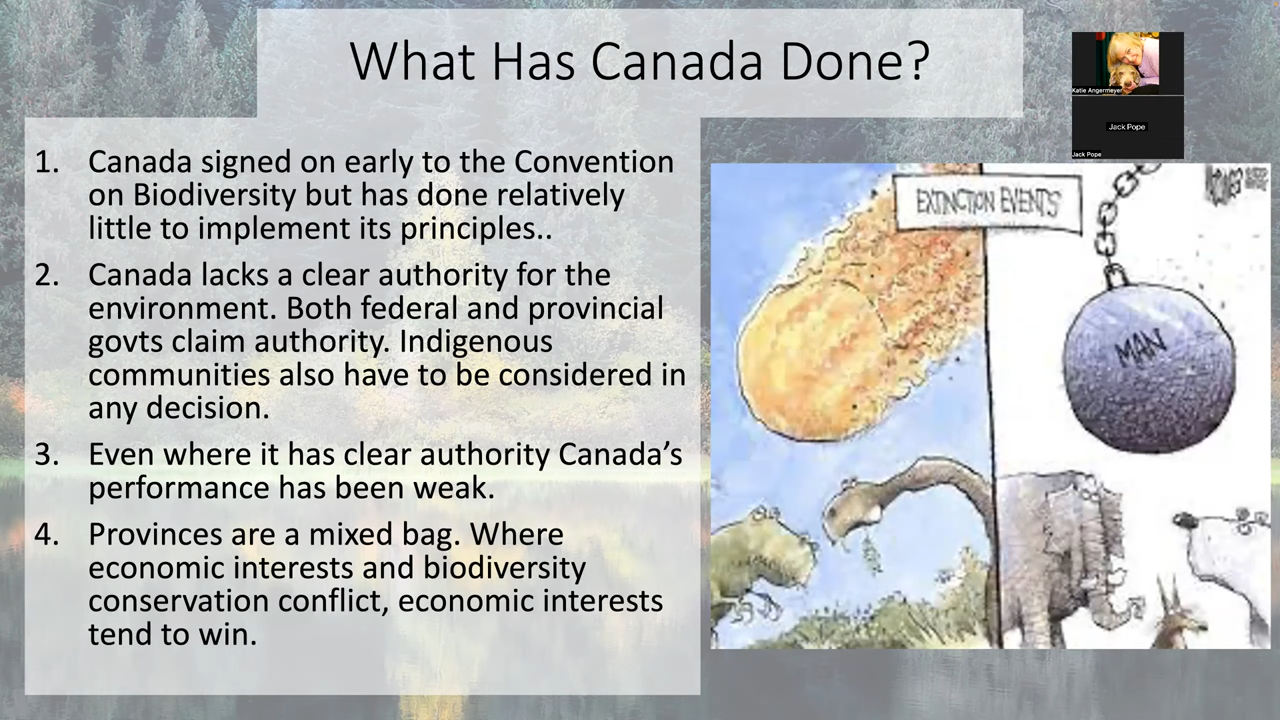 What Has Canada Done?
Katie Angermeyer
Jack Pope
Jack Pope
1. Canada signed on early to the Convention
on Biodiversity but has done relatively
little to implement its principles..
2. Canada lacks a clear authority for the
environment. Both federal and provincial
govts claim authority. Indigenous
communities also have to be considered in
any decision.
3. Even where it has clear authority Canada’s
performance has been weak.
4. Provinces are a mixed bag. Where
economic interests and biodiversity
conservation conflict, economic interests
tend to win.
EXTINCTION EVENTS
MAN